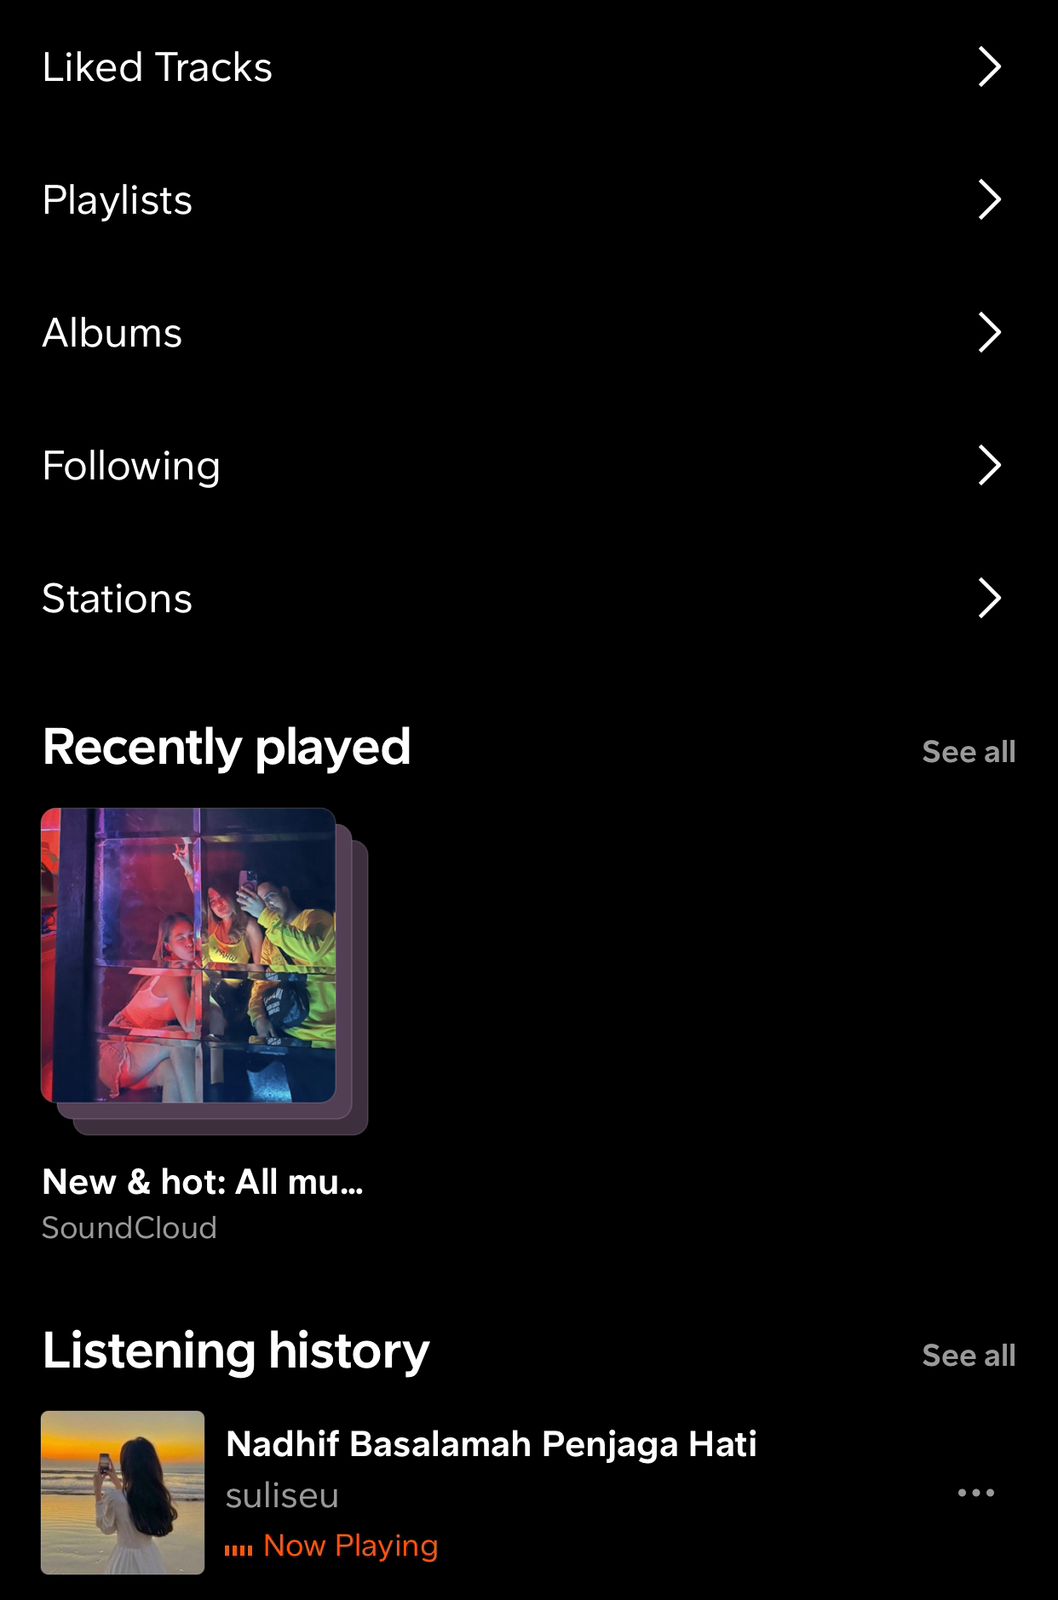 Liked Tracks
Playlists
Albums
Following
Stations
Recently played
See all
New & hot: All mu...
SoundCloud
Listening history
See all
Nadhif Basalamah Penjaga Hati
suliseu
Now Playing